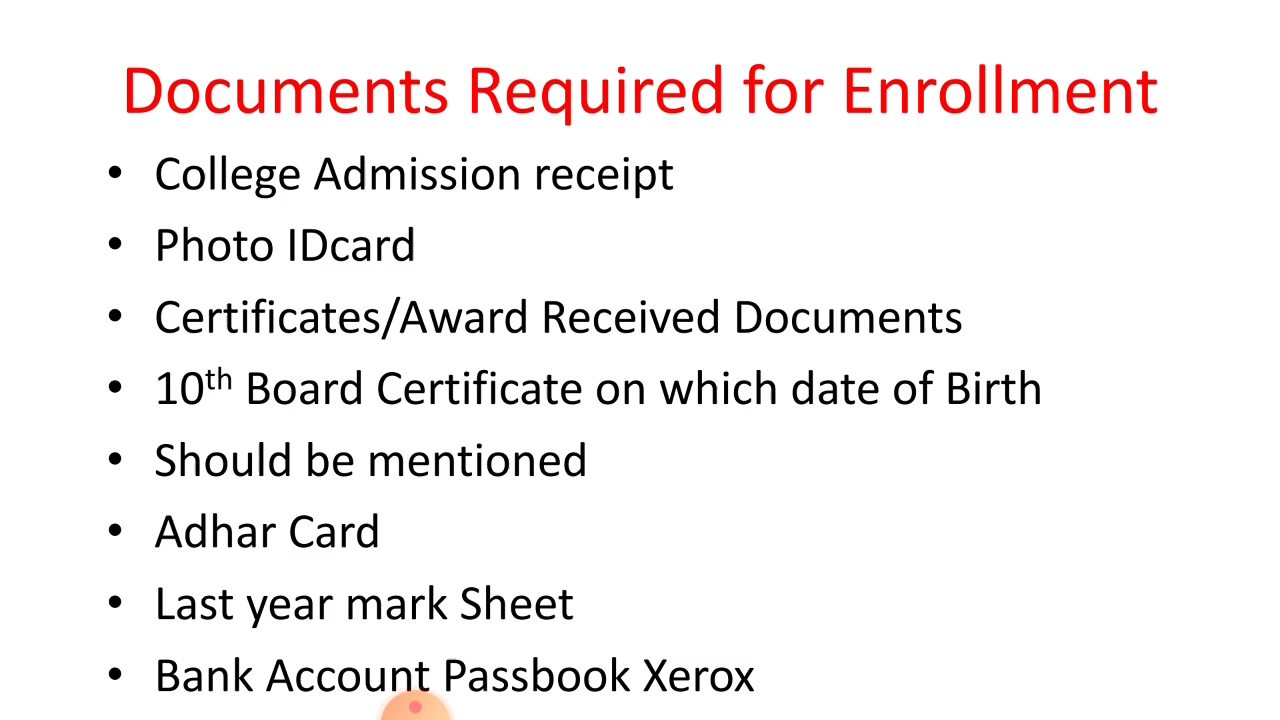 Documents Required for Enrollment
• College Admission receipt
• Photo IDcard
• Certificates/Award Received Documents
• 10th Board Certificate on which date of Birth
• Should be mentioned
• Adhar Card
• Last year mark Sheet
• Bank Account Passbook Xerox